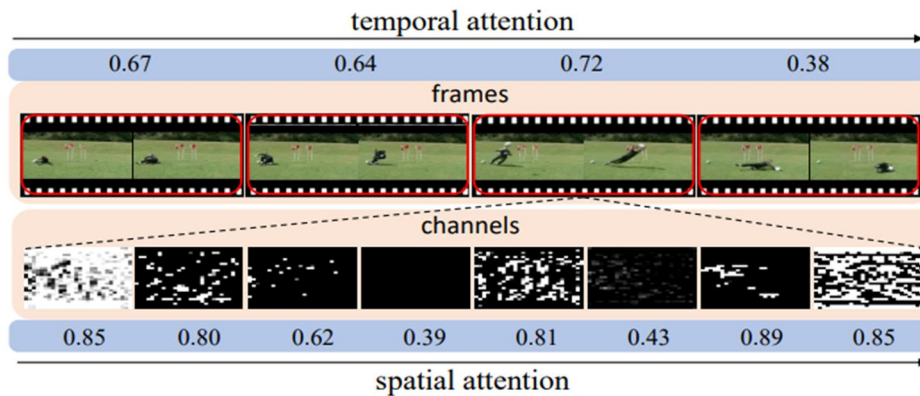 temporal attention
0.67 0.64 0.72 0.38
frames
channels
0.85 0.80 0.62 0.39 0.81 0.43 0.89 0.85
spatial attention